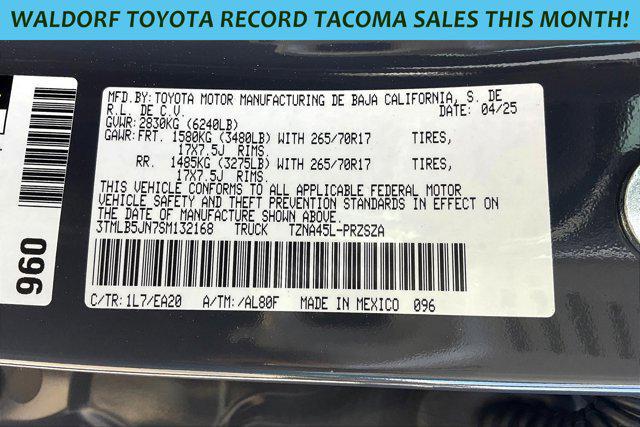 WALDORF TOYOTA RECORD TACOMA SALES THIS MONTH!
MFD.BY:TOYOTA MOTOR MANUFACTURING DE BAJA CALIFORNIA, S. DE
R.L. DE C.V. DATE: 04/25
GVWR:2830KG (6240LB)
GAWR:FRT. 1580KG (3480LB) WITH 265/70R17 TIRES,
17X7.5J RIMS.
RR. 1485KG (3275LB) WITH 265/70R17 TIRES,
17X7.5J RIMS.
THIS VEHICLE CONFORMS TO ALL APPLICABLE FEDERAL MOTOR
VEHICLE SAFETY AND THEFT PREVENTION STANDARDS IN EFFECT ON
THE DATE OF MANUFACTURE SHOWN ABOVE.
3TMLB5JN7SM132168 TRUCK TZNA45L-PRZSZA
C/TR:1L7/EA20 A/TM:/AL80F MADE IN MEXICO 096
096